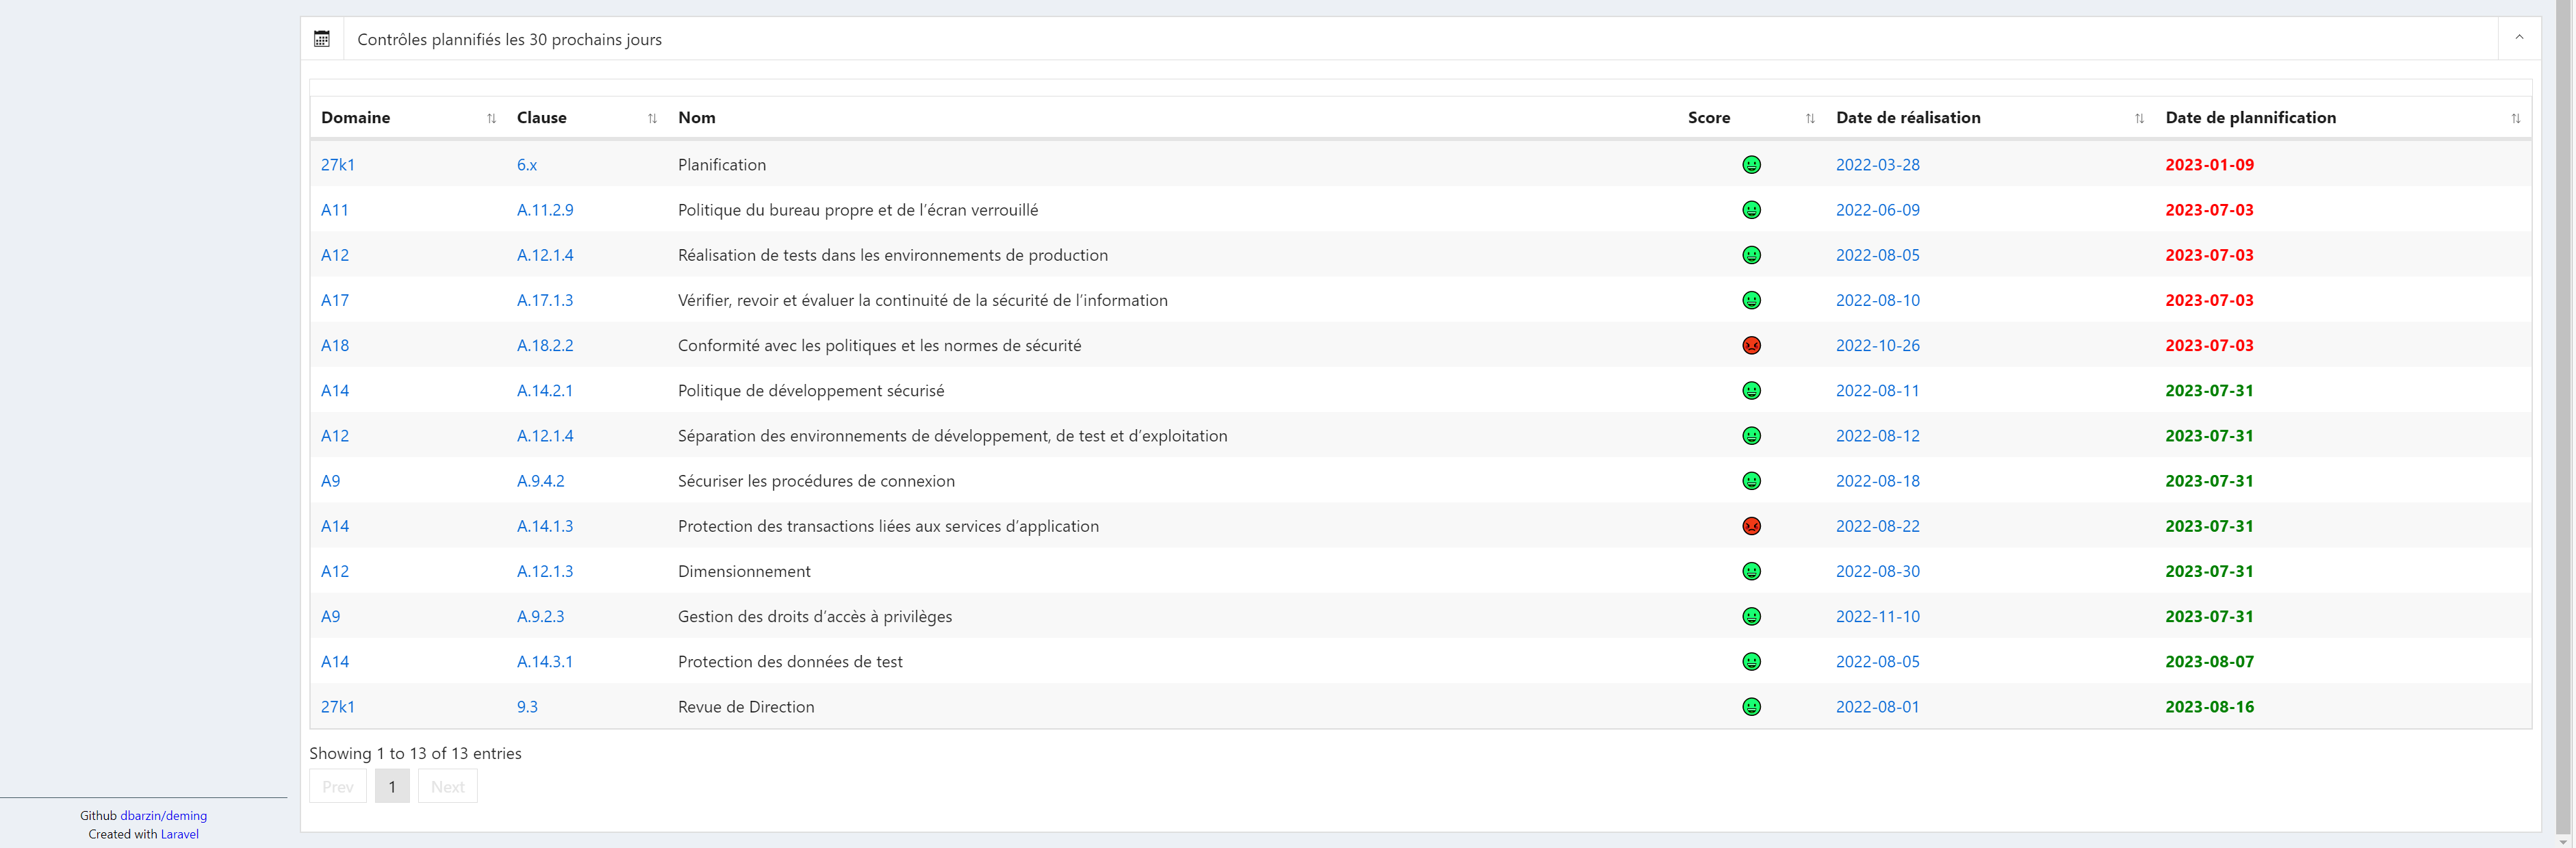 Contrôles plannifiés les 30 prochains jours
Domaine Clause Nom Score Date de réalisation Date de plannification
27k1 6.x Planification 2022-03-28 2023-01-09
A11 A.11.2.9 Politique du bureau propre et de l’écran verrouillé 2022-06-09 2023-07-03
A12 A.12.1.4 Réalisation de tests dans les environnements de production 2022-08-05 2023-07-03
A17 A.17.1.3 Vérifier, revoir et évaluer la continuité de la sécurité de l’information 2022-08-10 2023-07-03
A18 A.18.2.2 Conformité avec les politiques et les normes de sécurité 2022-10-26 2023-07-03
A14 A.14.2.1 Politique de développement sécurisé 2022-08-11 2023-07-31
A12 A.12.1.4 Séparation des environnements de développement, de test et d’exploitation 2022-08-12 2023-07-31
A9 A.9.4.2 Sécuriser les procédures de connexion 2022-08-18 2023-07-31
A14 A.14.1.3 Protection des transactions liées aux services d’application 2022-08-22 2023-07-31
A12 A.12.1.3 Dimensionnement 2022-08-30 2023-07-31
A9 A.9.2.3 Gestion des droits d’accès à privilèges 2022-11-10 2023-07-31
A14 A.14.3.1 Protection des données de test 2022-08-05 2023-08-07
27k1 9.3 Revue de Direction 2022-08-01 2023-08-16
Showing 1 to 13 of 13 entries
Prev 1 Next
Github dbarzin/deming
Created with Laravel